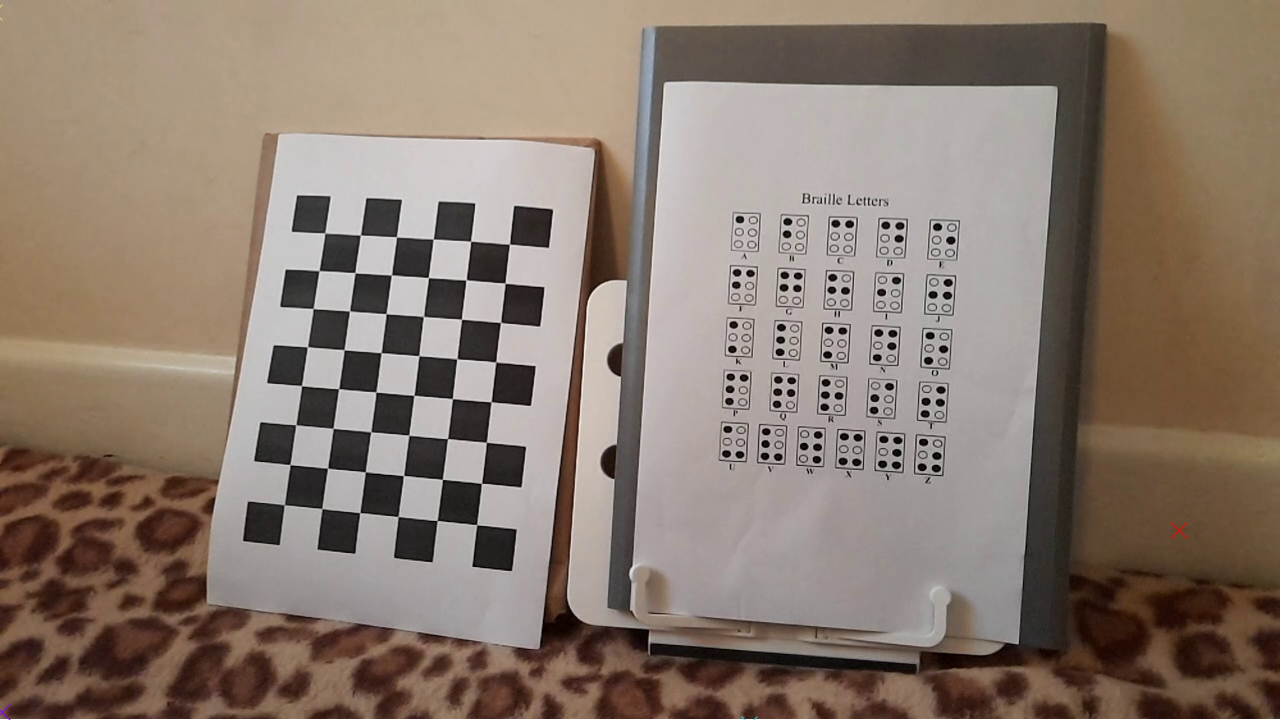 Braille Letters
A B C D E
F G H I J
K L M N O
P Q R S T
U V W X Y Z